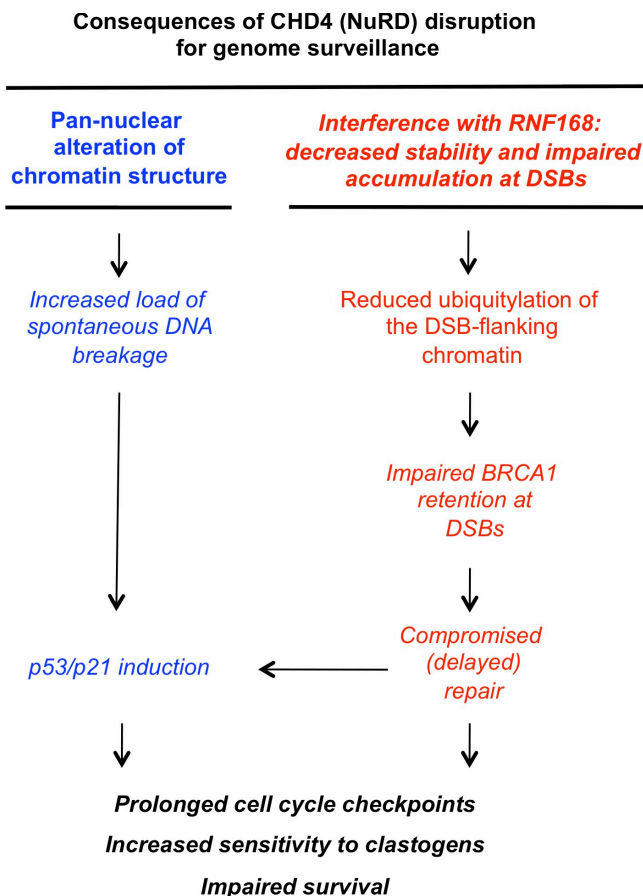 Consequences of CHD4 (NuRD) disruption
for genome surveillance
Pan-nuclear
alteration of
chromatin structure
Interference with RNF168:
decreased stability and impaired
accumulation at DSBs
Increased load of
spontaneous DNA
breakage
Reduced ubiquitylation of
the DSB-flanking
chromatin
Impaired BRCA1
retention at
DSBs
p53/p21 induction
Compromised
(delayed)
repair
Prolonged cell cycle checkpoints
Increased sensitivity to clastogens
Impaired survival